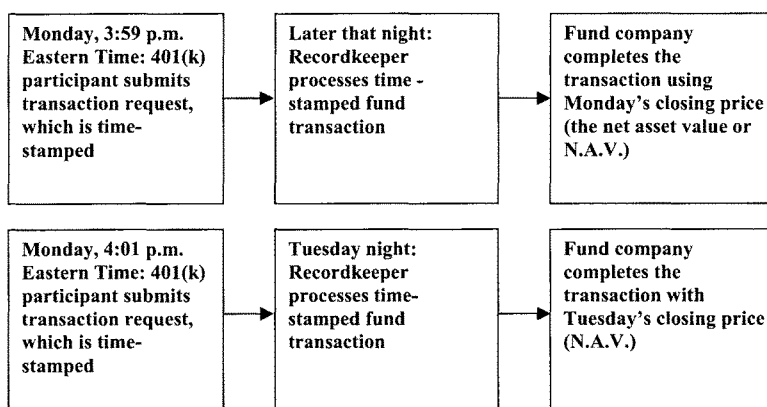 Monday, 3:59 p.m.
Eastern Time: 401(k)
participant submits
transaction request,
which is time-
stamped
Later that night:
Recordkeeper
processes time -
stamped fund
transaction
Fund company
completes the
transaction using
Monday's closing price
(the net asset value or
N.A.V.)
Monday, 4:01 p.m.
Eastern Time: 401(k)
participant submits
transaction request,
which is time-
stamped
Tuesday night:
Recordkeeper
processes time-
stamped fund
transaction
Fund company
completes the
transaction with
Tuesday's closing price
(N.A.V.)